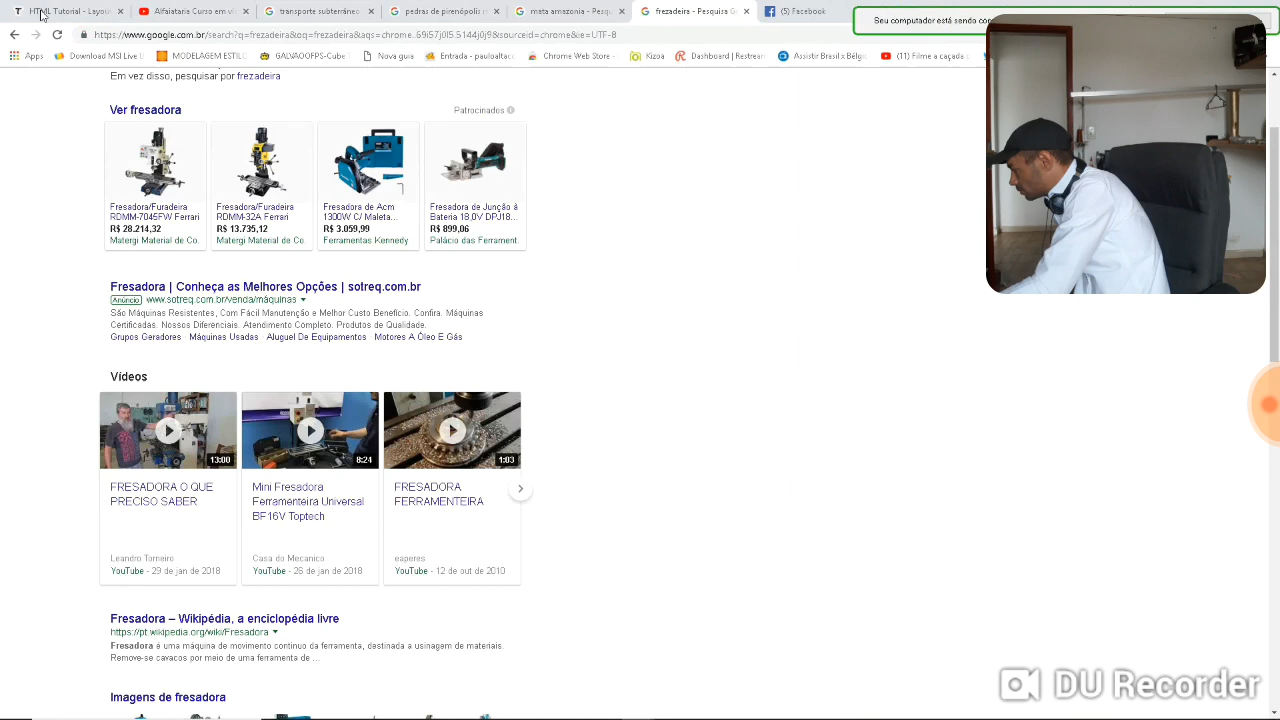 HTML Tutorial - Layou
Alfaiataria Curso em ví
transporte subterrâneo
pedras de pirenópolis i
meta amazonia - Pesqu
frezadeira - Pesquisa G
(5) Facebook
Seu computador está sendo co
https://www.google.com.br/search?q=frezadeira&oq=frezadeira&aqs=chrome..69i57j0l5.5144j0j9&sourceid=chrome&ie=UTF-8
Apps
Download MSI Live U
MODELAGEM ESTILO
GADAOOFPS-Cube
Nova guia
Entrada - pauloaltac
Chrome Web Store -
Kizoa
Dashboard | Restrean
Assistir Brasil x Bélgi
(11) Filme a caçada c
Em vez disso, pesquisar por frezadeira
Ver fresadora
Patrocinados
Fresadora/Furadeira
RDMM-7045FW Ferrari
R$ 28.214,32
Matergi Material de Co.
Fresadora/Furadeira
RDMM-32A Ferrari
R$ 13.735,12
Matergi Material de Co.
Fresadora de Acm
1300W C/ Maleta...
R$ 3.059,99
Ferramentas Kennedy
Fresadora de Junção à
Bateria 18,0V DPJ18...
R$ 899,06
Palácio das Ferrament.
Fresadora | Conheça as Melhores Opções | sotreq.com.br
Anúncio www.sotreq.com.br/venda/máquinas
São Máquinas Resistentes, Com Fácil Manutenção e Melhor Custo Benefício. Confira. Máquinas
Certificadas. Nossos Diferenciais. Atendimento Completo. Produtos de Qualidade.
Grupos Geradores · Máquinas Usadas · Aluguel De Equipamentos · Motores A Óleo E Gás
Vídeos
13:00
8:24
1:03
FRESADORA O QUE
PRECISO SABER
Leandro Torneiro
YouTube - 29 de jan de 2018
Mini Fresadora
Ferramenteira Universal
BF16V Toptech
Casa do Mecanico
YouTube - 26 de jan de 2018
FRESADORA
FERRAMENTEIRA
eaperes
YouTube - 12 de out de 2010
Fresadora – Wikipédia, a enciclopédia livre
https://pt.wikipedia.org/wiki/Fresadora
Fresadora é uma máquina de movimento continuo da ferramenta, destinada a usinagem de materiais.
Remove-se cavacos por meio de uma ferramenta de ...
Imagens de fresadora
DU Recorder